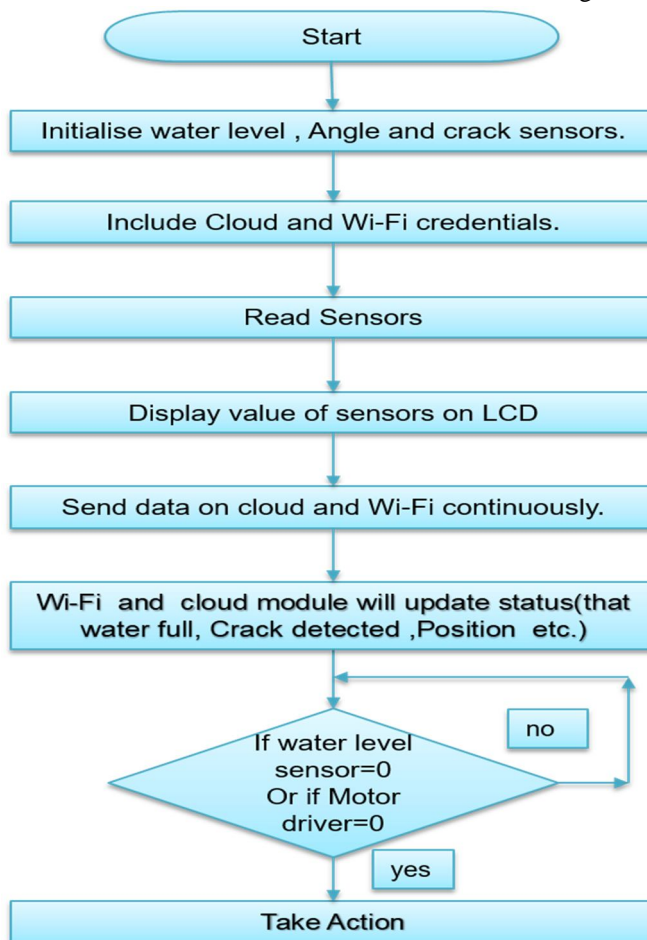 Start
Initialise water level , Angle and crack sensors.
Include Cloud and Wi-Fi credentials.
Read Sensors
Display value of sensors on LCD
Send data on cloud and Wi-Fi continuously.
Wi-Fi and cloud module will update status(that
water full, Crack detected ,Position etc.)
If water level
sensor=0
Or if Motor
driver=0
no
yes
Take Action